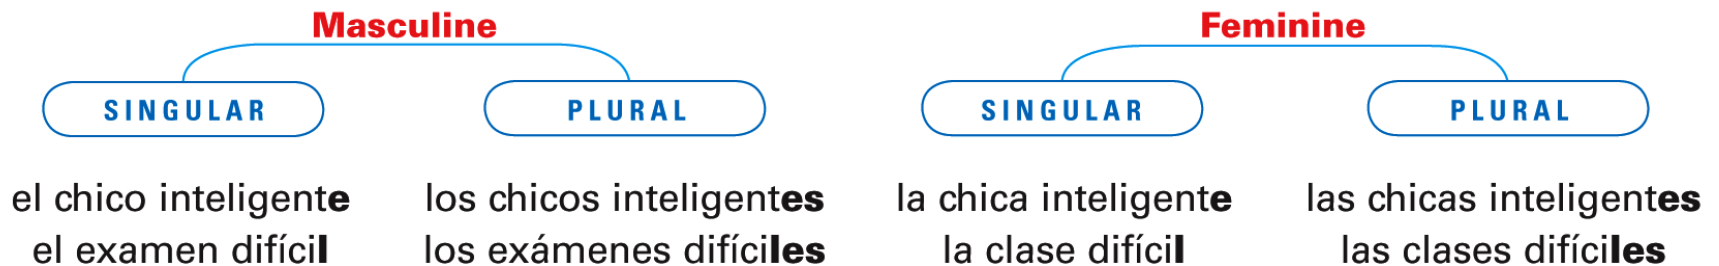 Masculine
Feminine
SINGULAR
PLURAL
SINGULAR
PLURAL
el chico inteligente
los chicos inteligentes
la chica inteligente
las chicas inteligentes
el examen difícil
los exámenes difíciles
la clase difícil
las clases difíciles